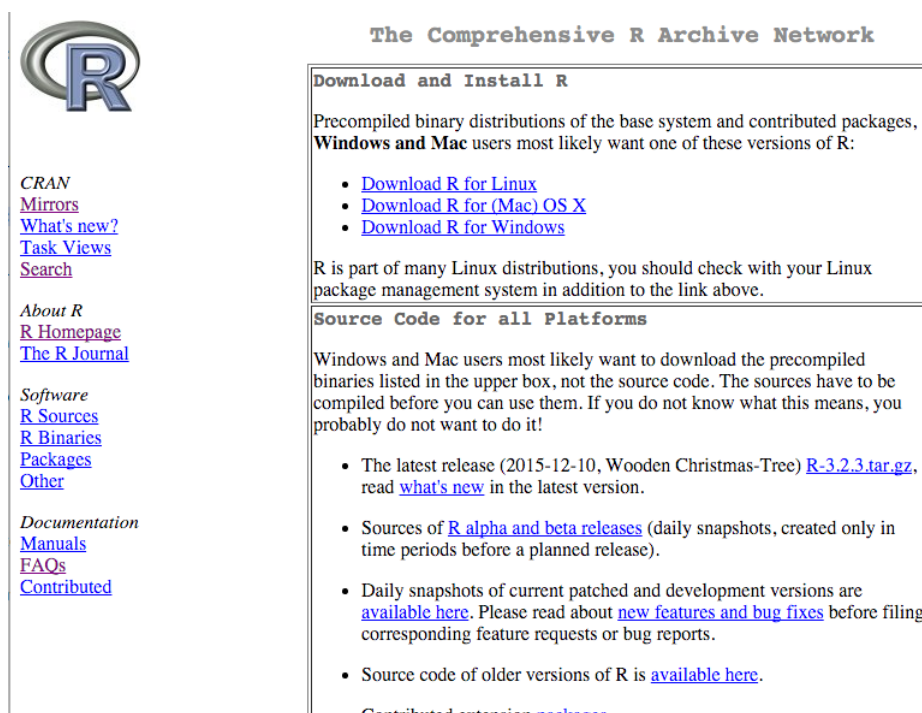 R
CRAN
Mirrors
What's new?
Task Views
Search
About R
R Homepage
The R Journal
Software
R Sources
R Binaries
Packages
Other
Documentation
Manuals
FAQs
Contributed
The Comprehensive R Archive Network
Download and Install R
Precompiled binary distributions of the base system and contributed packages,
Windows and Mac users most likely want one of these versions of R:
• Download R for Linux
• Download R for (Mac) OS X
• Download R for Windows
R is part of many Linux distributions, you should check with your Linux
package management system in addition to the link above.
Source Code for all Platforms
Windows and Mac users most likely want to download the precompiled
binaries listed in the upper box, not the source code. The sources have to be
compiled before you can use them. If you do not know what this means, you
probably do not want to do it!
• The latest release (2015-12-10, Wooden Christmas-Tree) R-3.2.3.tar.gz,
read what's new in the latest version.
• Sources of R alpha and beta releases (daily snapshots, created only in
time periods before a planned release).
• Daily snapshots of current patched and development versions are
available here. Please read about new features and bug fixes before filing
corresponding feature requests or bug reports.
• Source code of older versions of R is available here.
Contributed extension packages